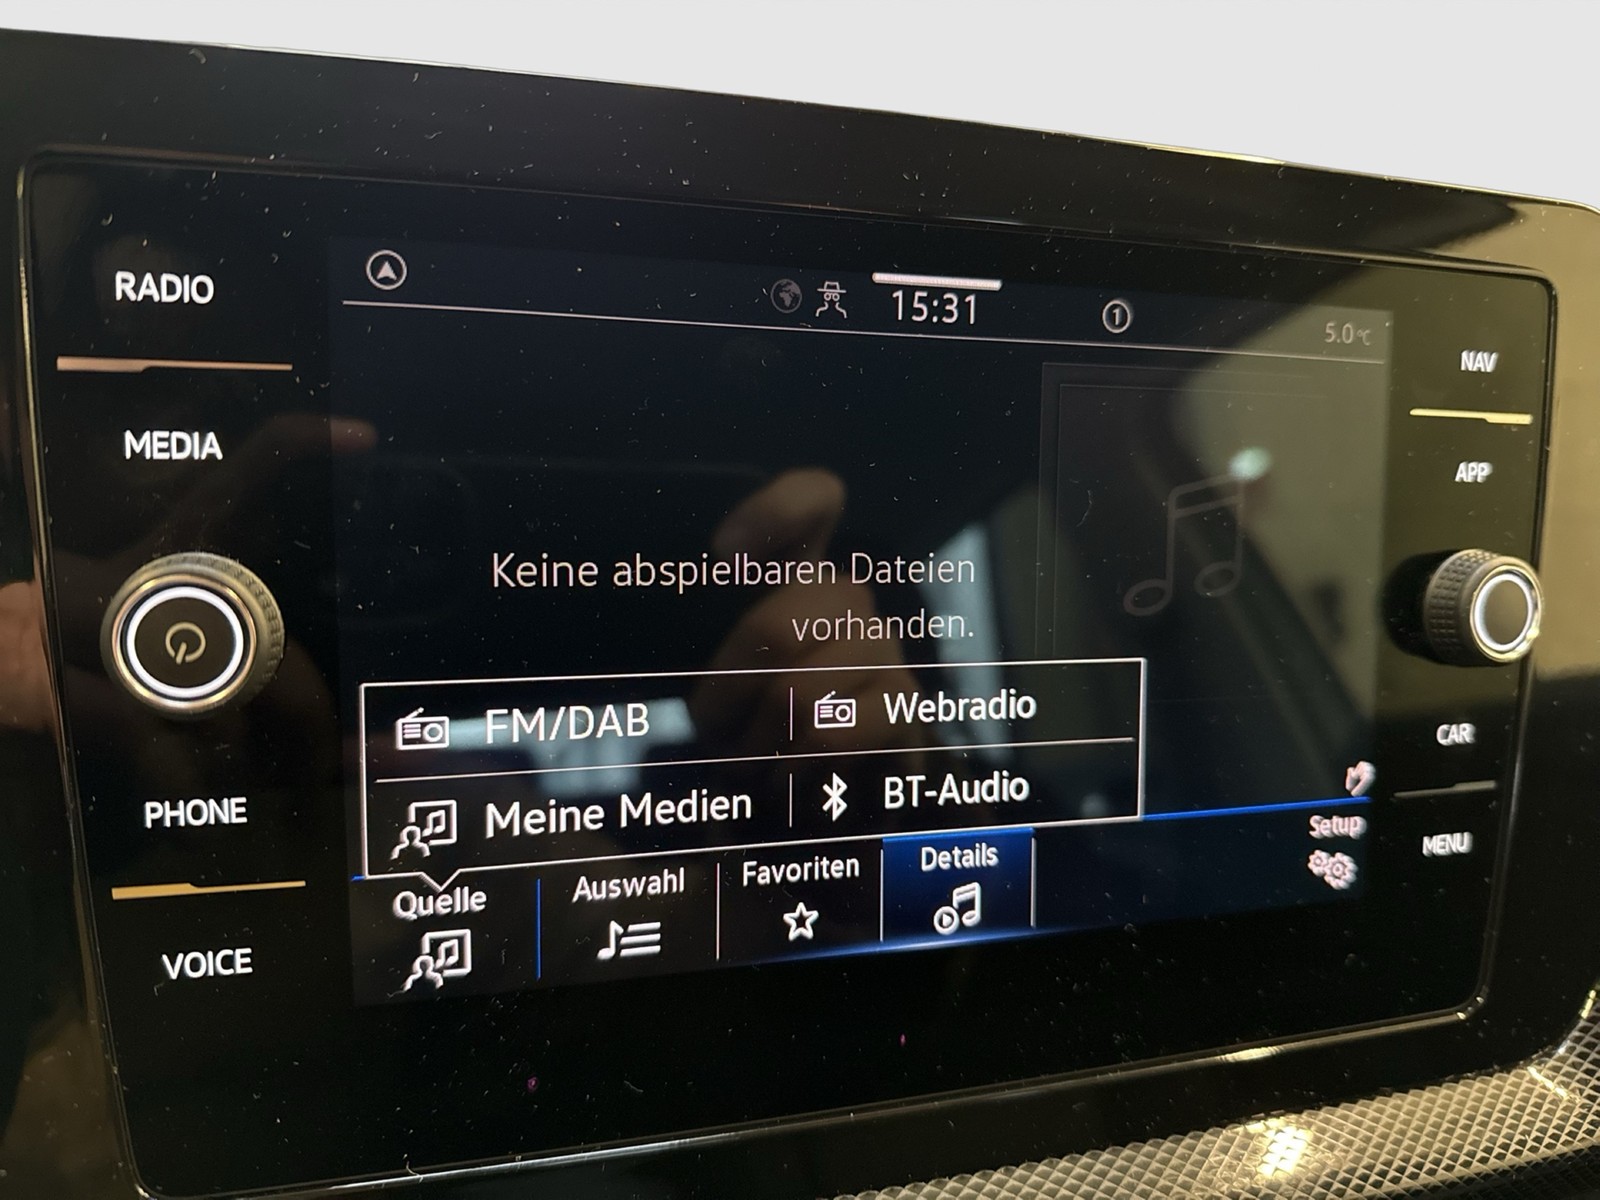 RADIO
MEDIA
PHONE
VOICE
15:31
1
5.0°C
Keine abspielbaren Dateien
vorhanden.
FM/DAB
Webradio
Meine Medien
BT-Audio
Quelle
Auswahl
Favoriten
Details
Setup
NAV
APP
CAR
MENU